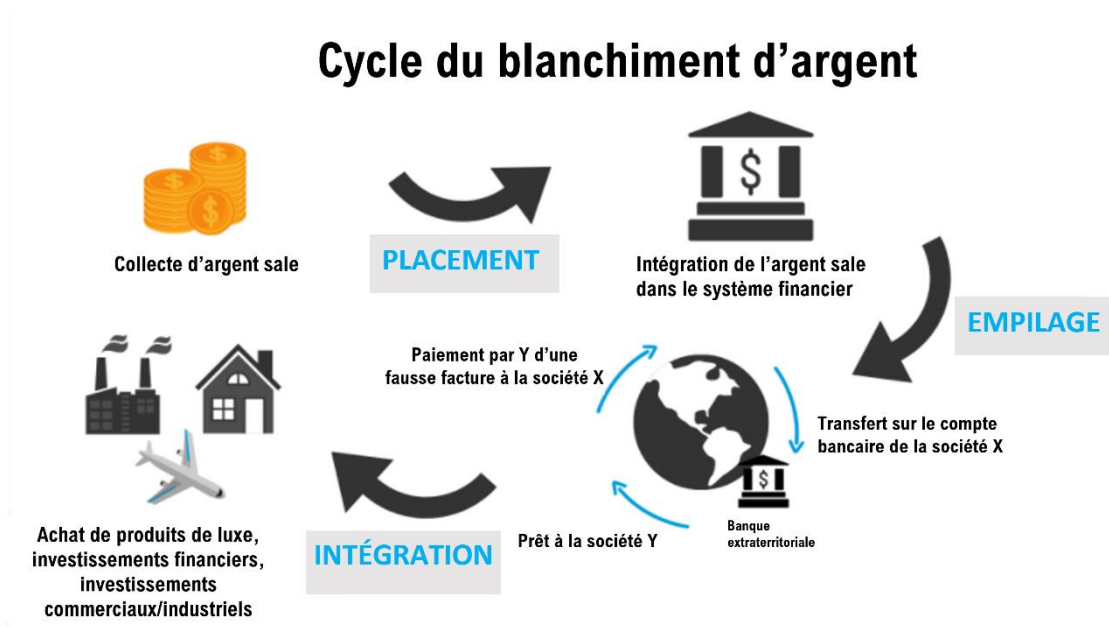 Cycle du blanchiment d’argent
Collecte d’argent sale
PLACEMENT
Intégration de l’argent sale
dans le système financier
EMPILAGE
Paiement par Y d’une
fausse facture à la société X
Transfert sur le compte
bancaire de la société X
Banque
extraterritoriale
Prêt à la société Y
INTÉGRATION
Achat de produits de luxe,
investissements financiers,
investissements
commerciaux/industriels
$
$
$
$